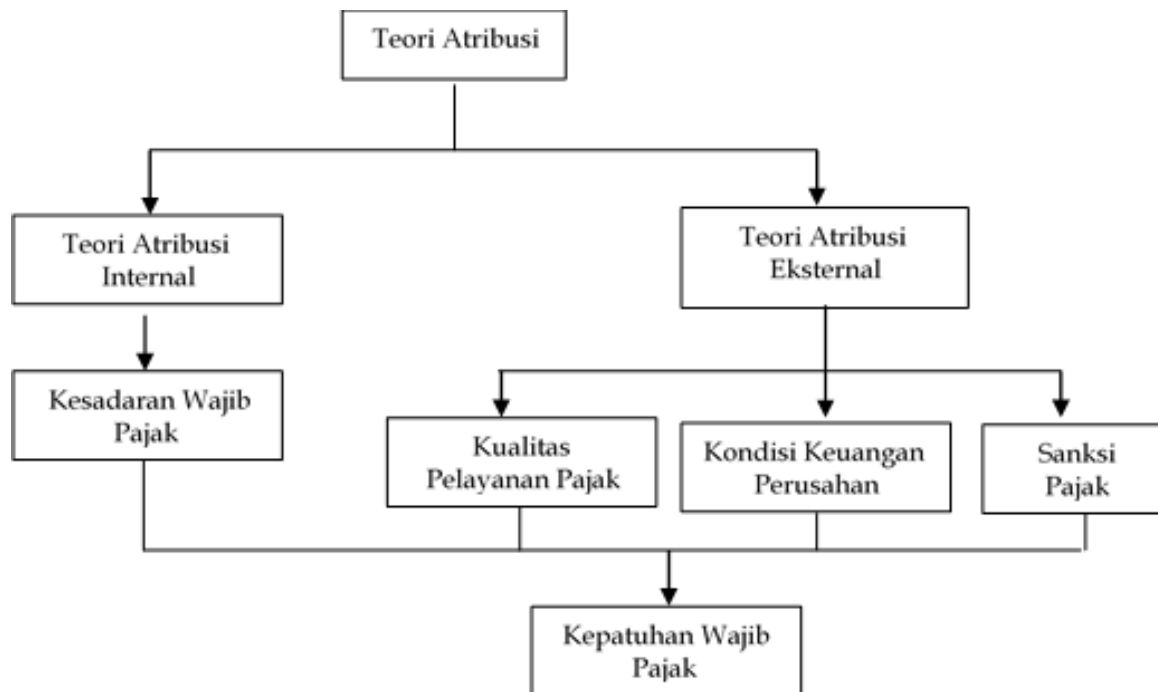 Teori Atribusi
Teori Atribusi
Internal
Teori Atribusi
Eksternal
Kesadaran Wajib
Pajak
Kualitas
Pelayanan Pajak
Kondisi Keuangan
Perusahan
Sanksi
Pajak
Kepatuhan Wajib
Pajak